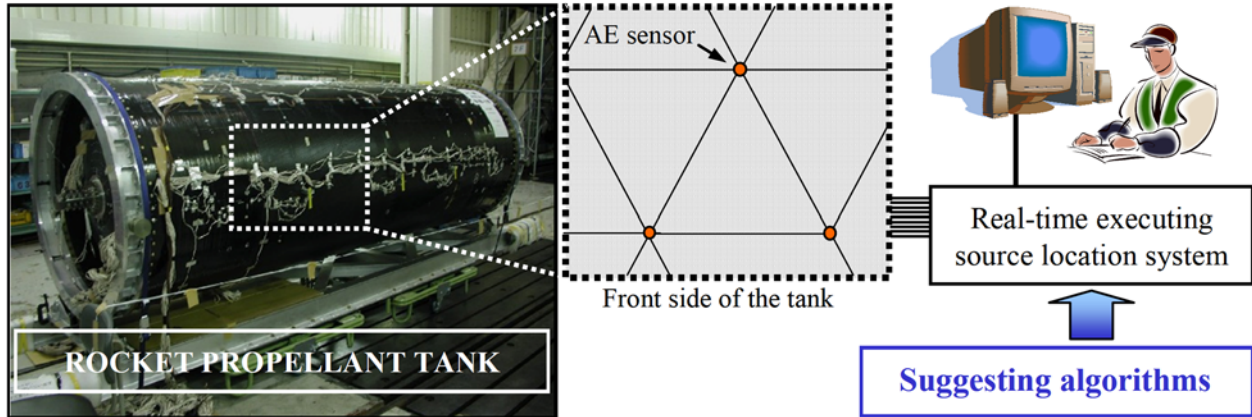 AE sensor
Front side of the tank
ROCKET PROPELLANT TANK
Real-time executing
source location system
Suggesting algorithms